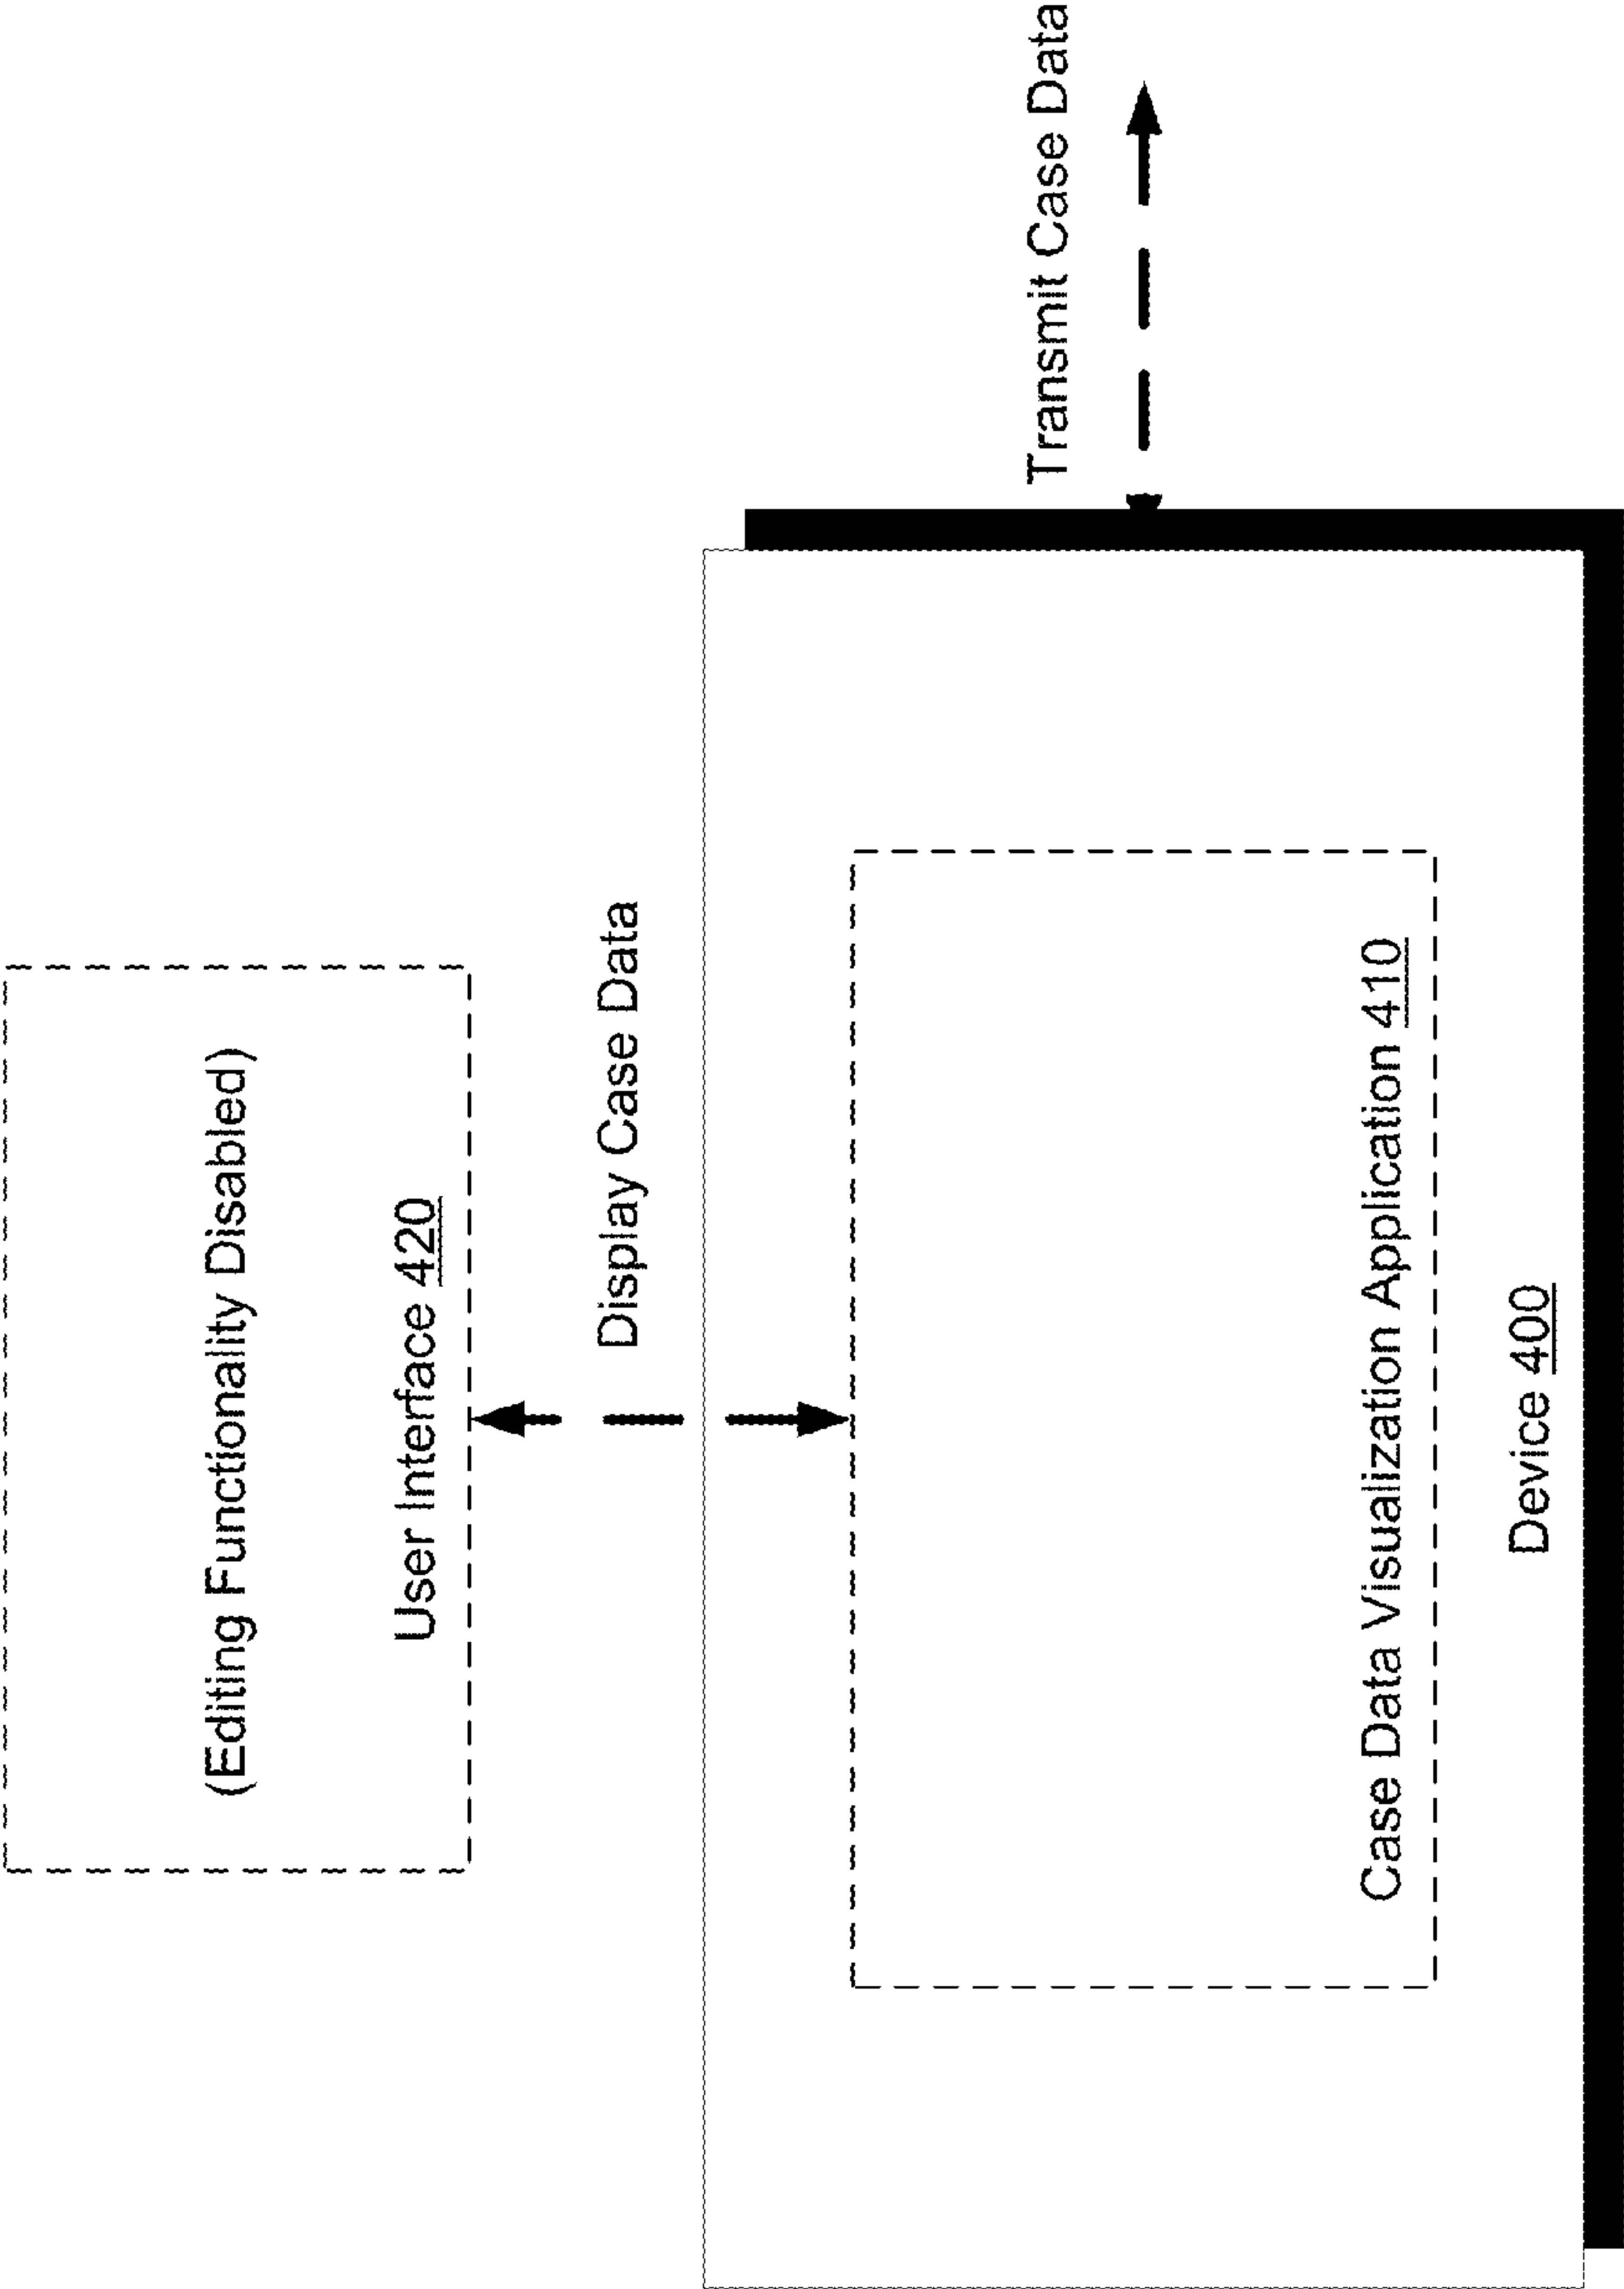 (Editing Functionality Disabled)
User Interface 420
Display Case Data
Transmit Case Data
Case Data Visualization Application 410
Device 400